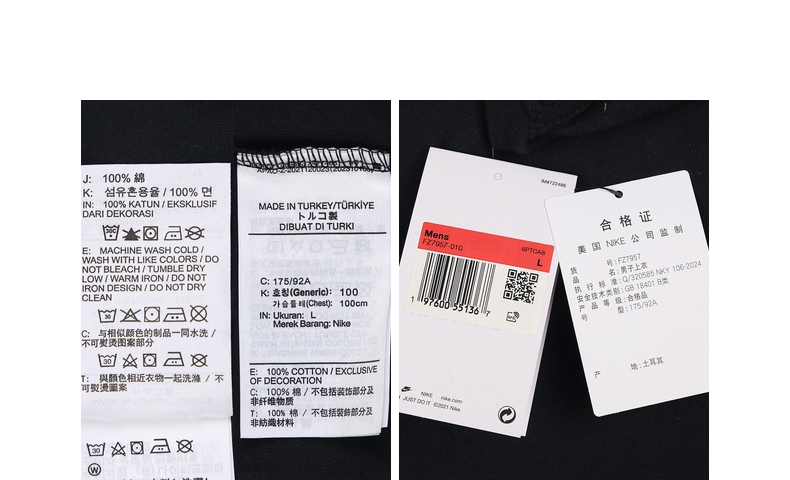 J: 100% 綿
K: 섬유혼용율 / 100% 면
IN: 100% KATUN / EKSKLUSIF
DARI DEKORASI
E: MACHINE WASH COLD /
WASH WITH LIKE COLORS / DO
NOT BLEACH / TUMBLE DRY
LOW / WARM IRON / DO NOT
IRON DESIGN / DO NOT DRY
CLEAN
C: 与相似颜色的制品一同水洗 /
不可熨烫图案部分
T: 與顏色相近衣物一起洗滌 / 不
可熨燙圖案部分
MADE IN TURKEY/TÜRKİYE
トルコ製
DIBUAT DI TURKI
C: 175/92A
K: 호칭(Generic): 100
가슴둘레(Chest): 100cm
IN: Ukuran: L
Merek Barang: Nike
E: 100% COTTON / EXCLUSIVE
OF DECORATION
C: 100% 棉 / 不包括装饰部分及
非纤维物质
T: 100% 棉 / 不包括裝飾部分及
非紡織材料
IM#722486
Mens
FZ7957-010
SPTCAS
L
1 97600 55136 7
NIKE nike.com
JUST DO IT ©2021 Nike
合格证
美国 NIKE 公司监制
货号:FZ7957
品名:男子上衣
执行标准:Q/320585 NKY 106-2024
安全技术类别:GB 18401 B类
产品等级:合格品
号型:175/92A
产地:土耳其